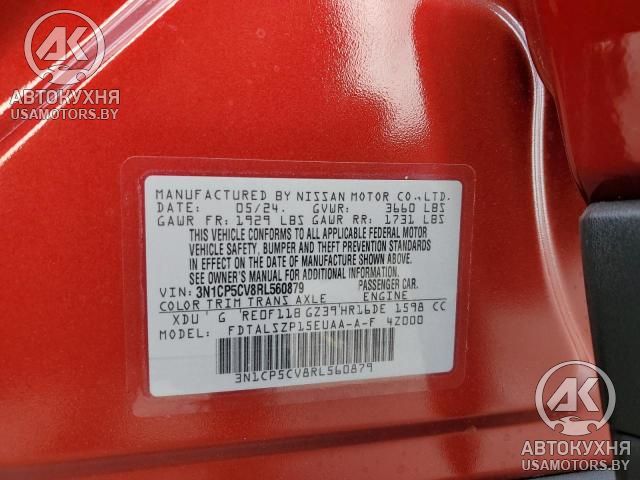 AK
АВТОКУХНЯ
USAMOTORS.BY
MANUFACTURED BY NISSAN MOTOR CO.,LTD.
DATE: 05/24. GVWR: 3660 LBS
GAWR FR: 1929 LBS GAWR RR: 1731 LBS
THIS VEHICLE CONFORMS TO ALL APPLICABLE FEDERAL MOTOR
VEHICLE SAFETY, BUMPER AND THEFT PREVENTION STANDARDS
IN EFFECT ON THE DATE OF MANUFACTURE SHOWN ABOVE.
SEE OWNER'S MANUAL FOR ADDITIONAL INFORMATION.
VIN: 3N1CP5CV8RL560879 PASSENGER CAR.
COLOR TRIM TRANS AXLE ENGINE
XDU ' G 'RE0F11B GZ39'HR16DE 1598 CC
MODEL: FDTALSZP15EUAA-A-F 4Z000
3N1CP5CV8RL560879
AK
АВТОКУХНЯ
USAMOTORS.BY